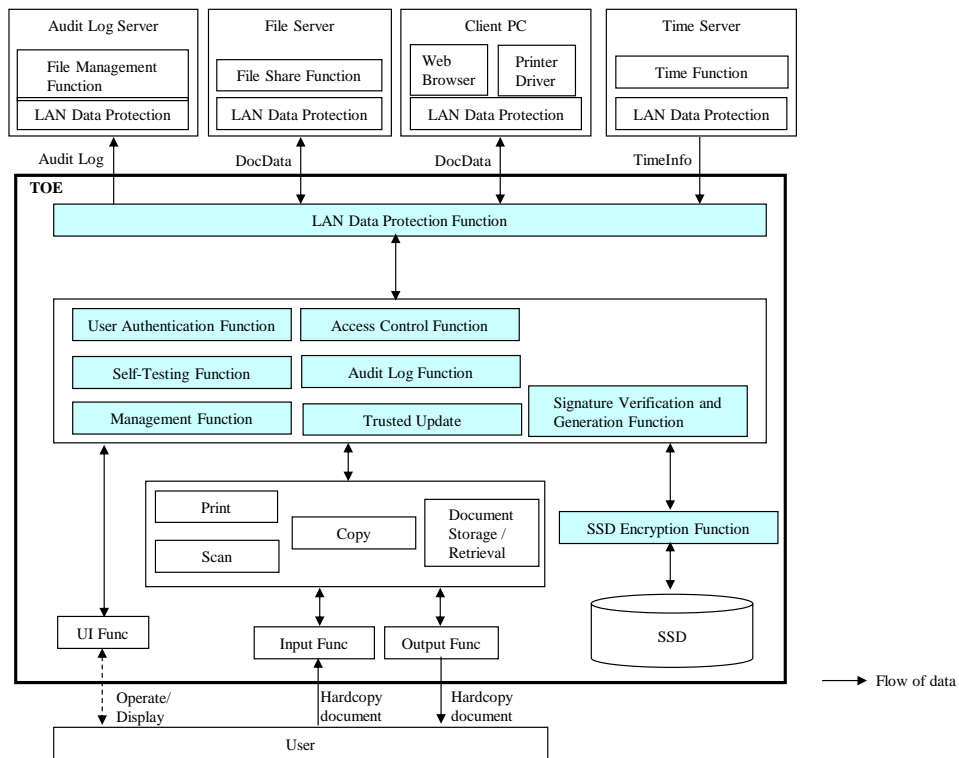 Audit Log Server
File Management
Function
LAN Data Protection
File Server
File Share Function
LAN Data Protection
Client PC
Web
Browser
Printer
Driver
LAN Data Protection
Time Server
Time Function
LAN Data Protection
Audit Log
DocData
DocData
TimeInfo
TOE
LAN Data Protection Function
User Authentication Function
Access Control Function
Self-Testing Function
Audit Log Function
Management Function
Trusted Update
Signature Verification and
Generation Function
Print
Scan
Copy
Document
Storage /
Retrieval
SSD Encryption Function
SSD
UI Func
Input Func
Output Func
Flow of data
Operate/
Display
Hardcopy
document
Hardcopy
document
User